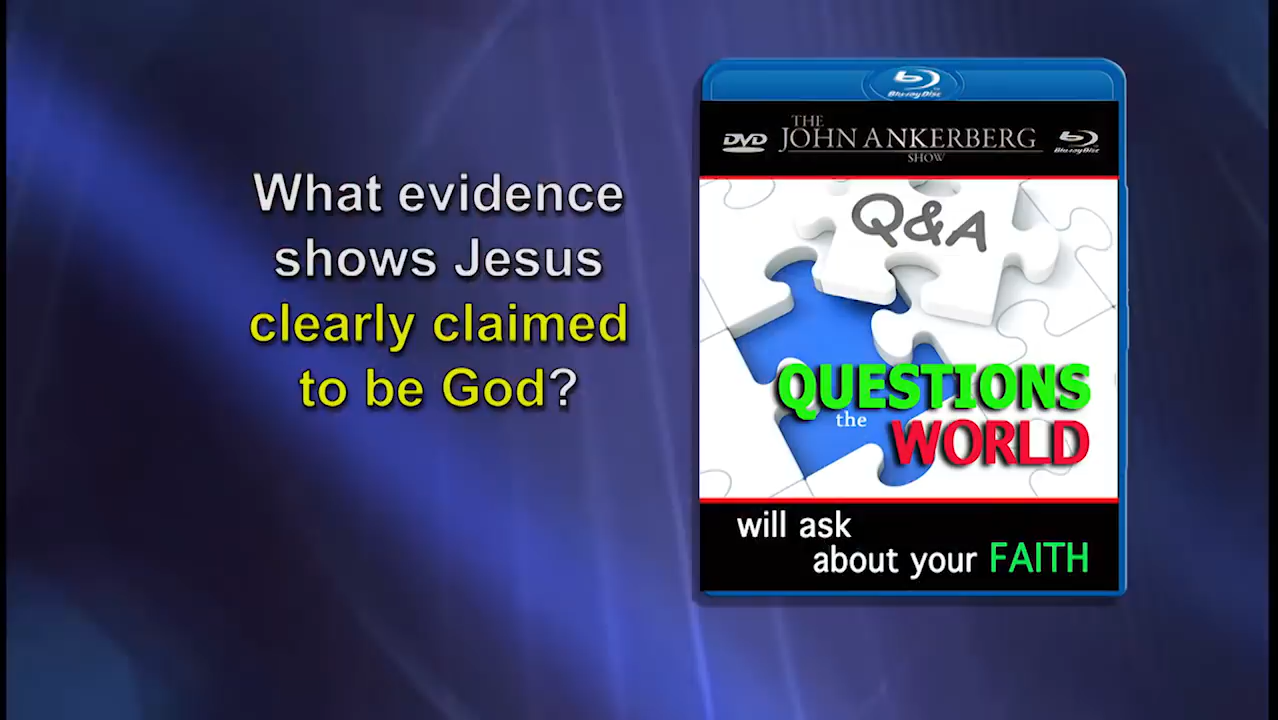 What evidence
shows Jesus
clearly claimed
to be God?
Blu-ray Disc
DVD
THE
JOHN ANKERBERG
SHOW
Blu-ray Disc
Q&A
QUESTIONS
the
WORLD
will ask
about your FAITH